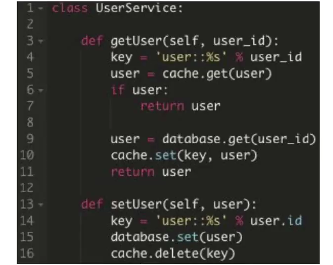 1 class UserService:
2
3 def getUser(self, user_id):
4 key = 'user::%s' % user_id
5 user = cache.get(user)
6 if user:
7 return user
8
9 user = database.get(user_id)
10 cache.set(key, user)
11 return user
12
13 def setUser(self, user):
14 key = 'user::%s' % user.id
15 database.set(user)
16 cache.delete(key)